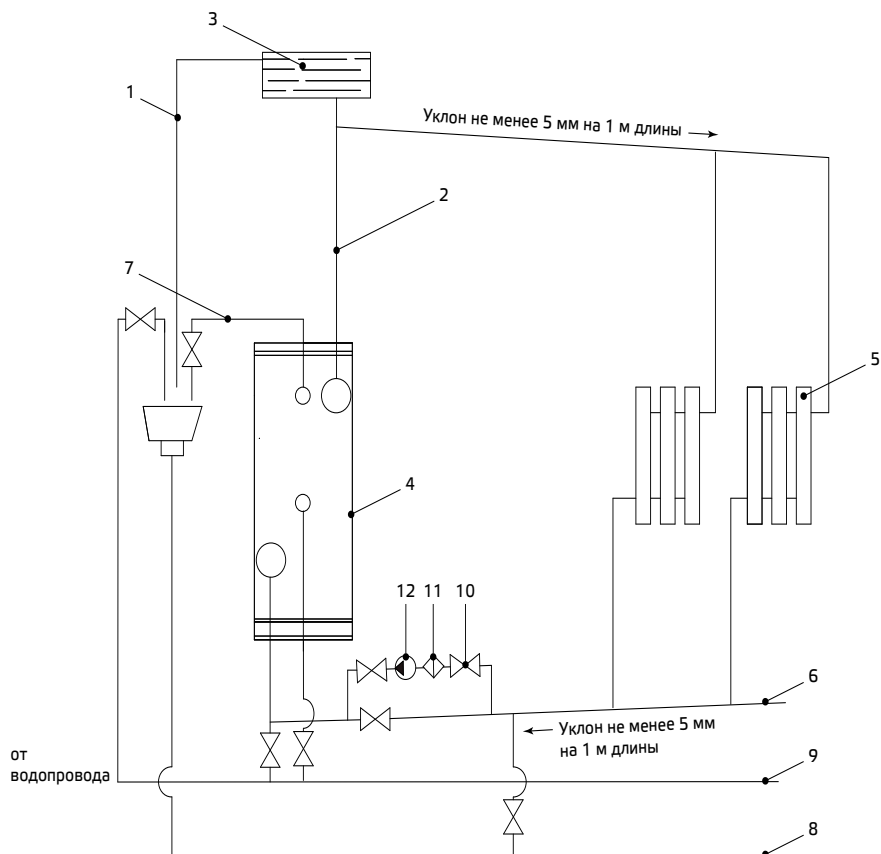 3
1
Уклон не менее 5 мм на 1 м длины
2
7
5
4
12
11
10
6
Уклон не менее 5 мм
на 1 м длины
от
водопровода
9
8